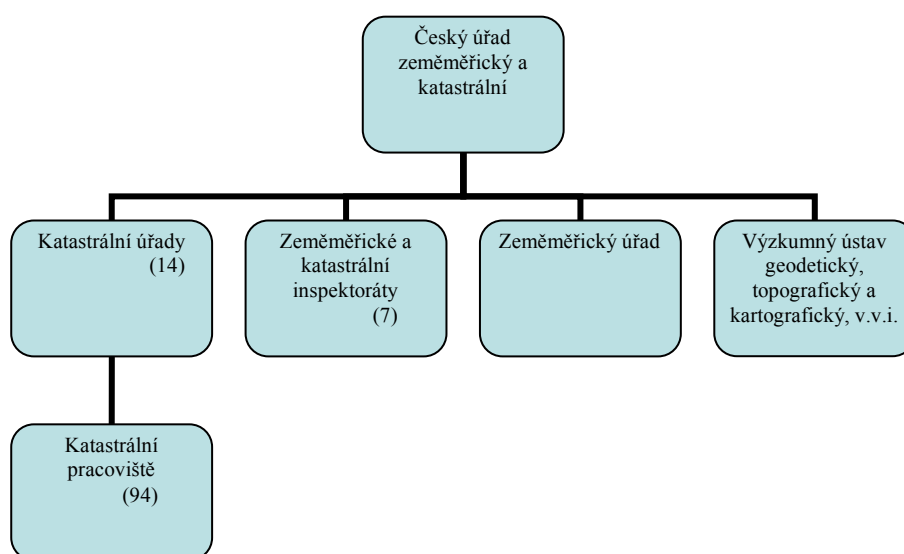 Český úřad
zeměměřický a
katastrální
Katastrální úřady
(14)
Zeměměřické a
katastrální
inspektoráty
(7)
Zeměměřický úřad
Výzkumný ústav
geodetický,
topografický a
kartografický, v.v.i.
Katastrální
pracoviště
(94)